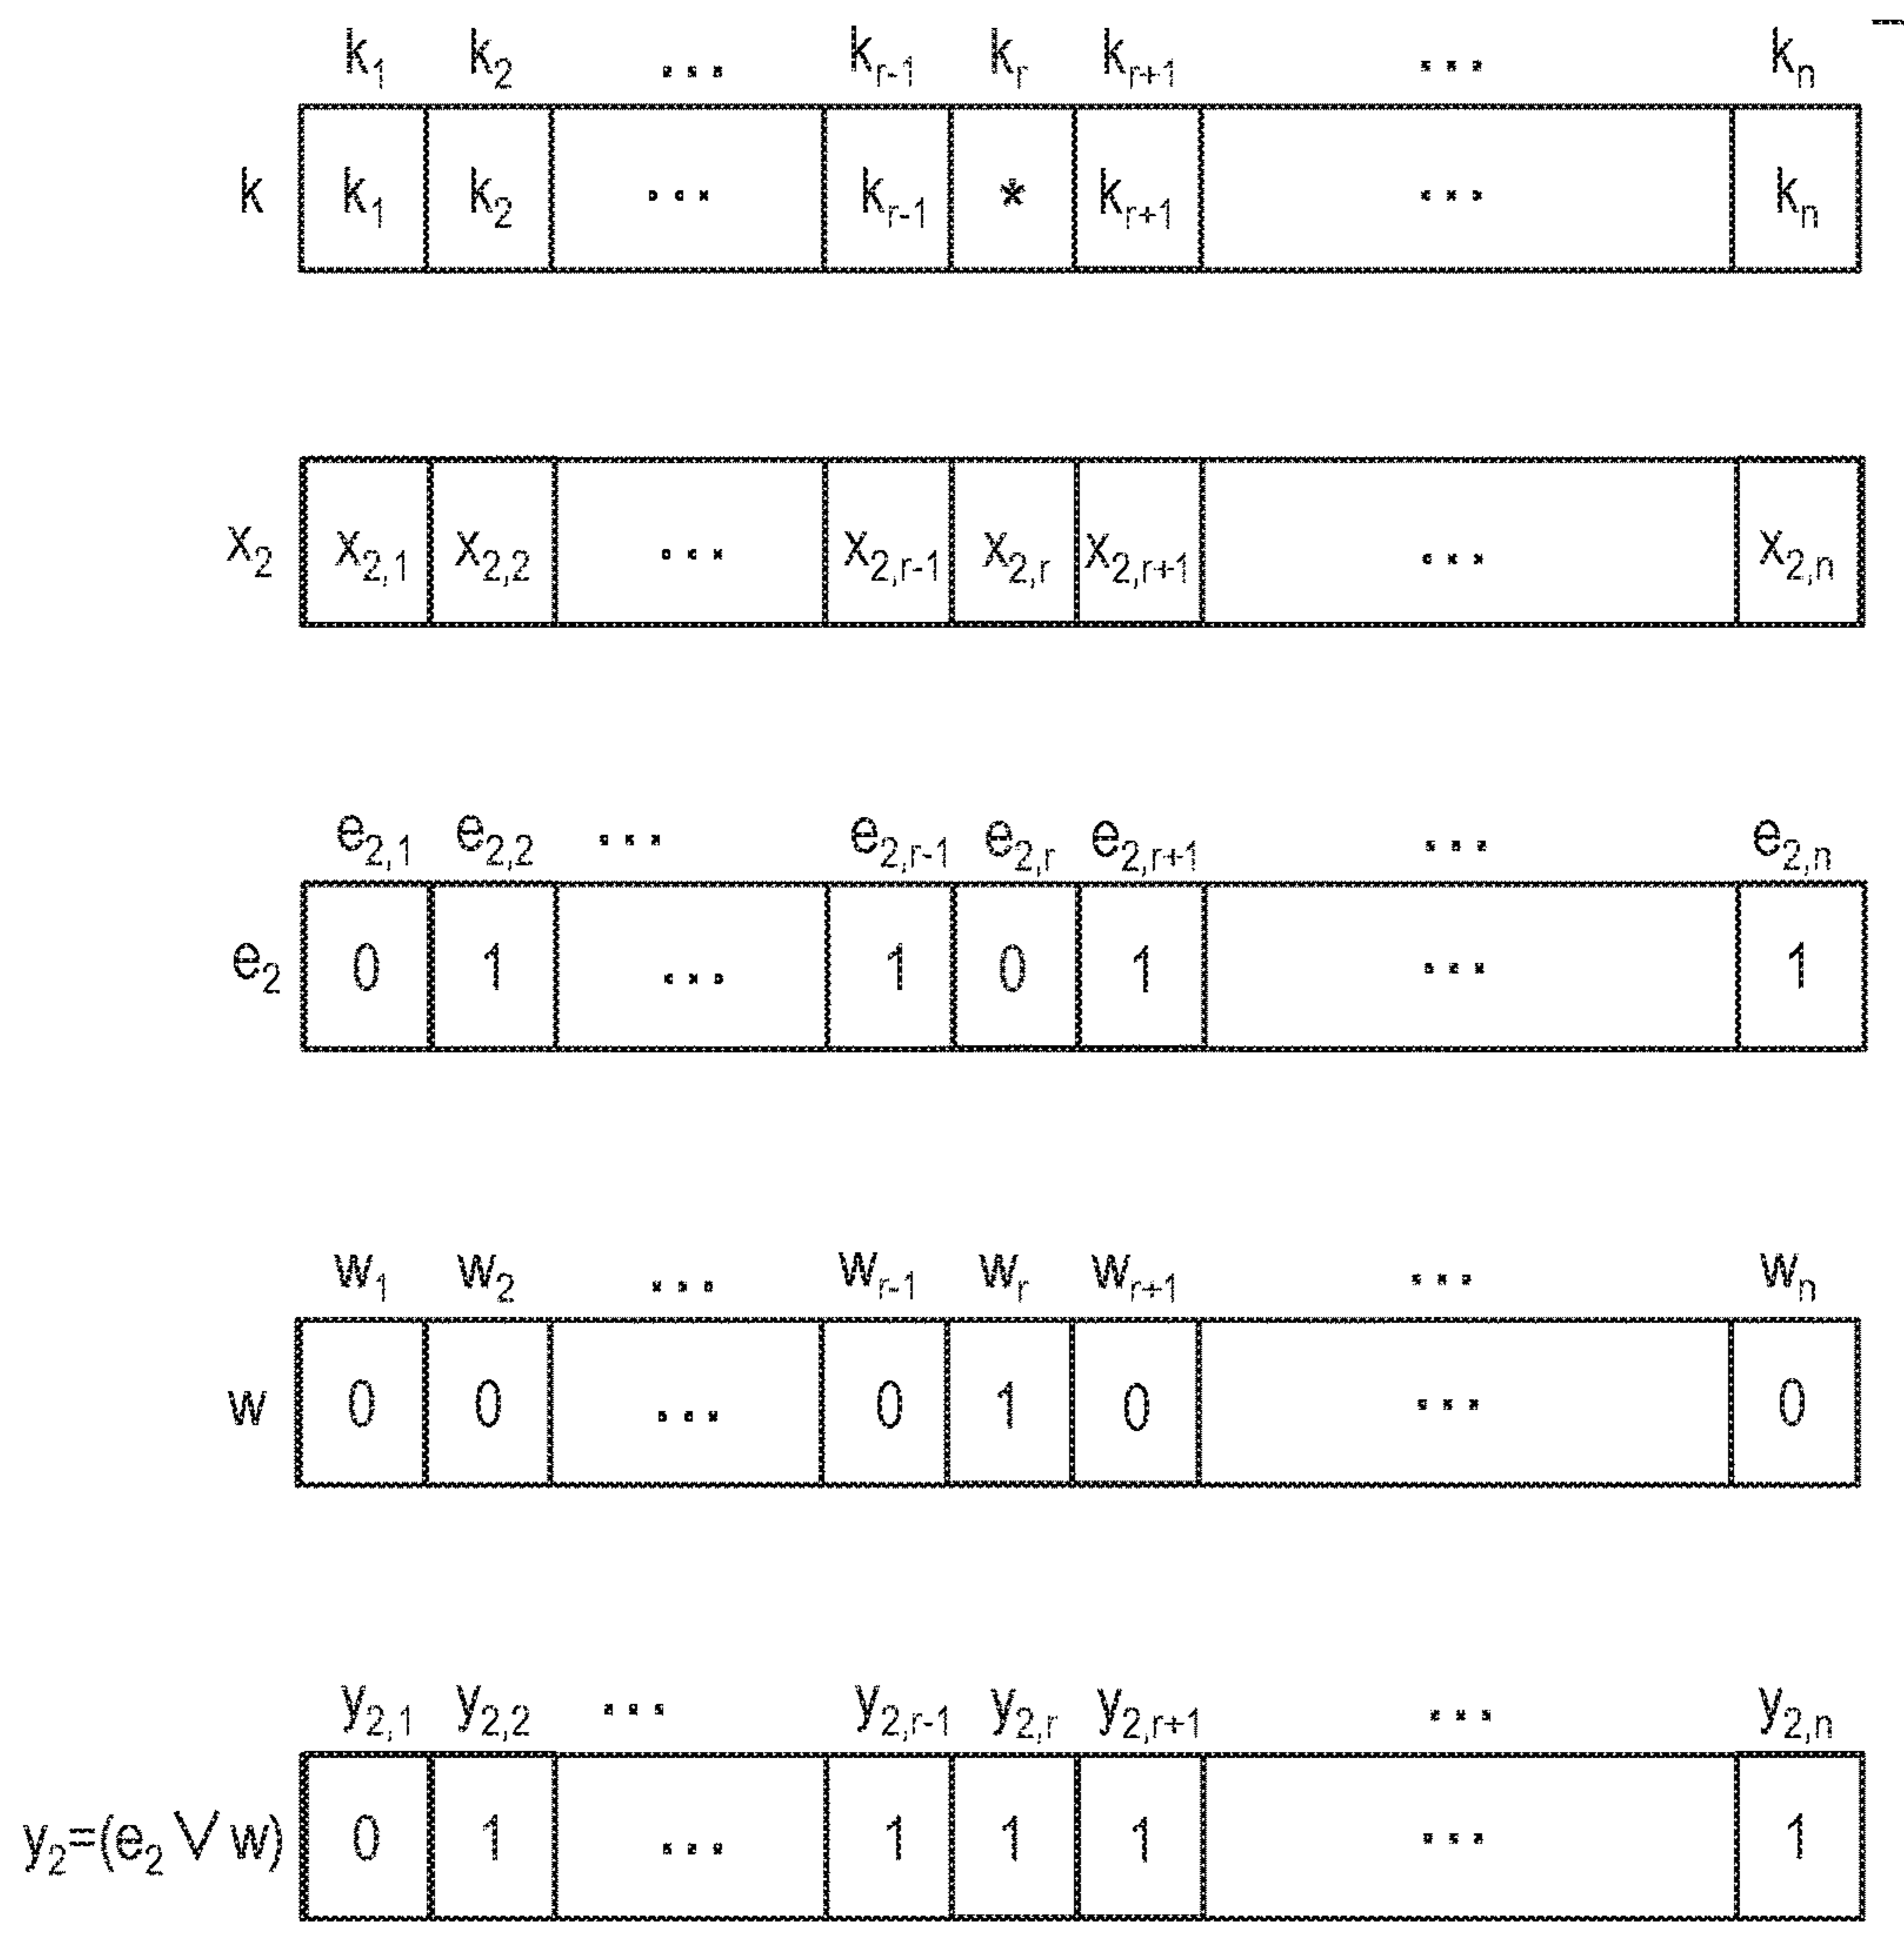 k₁ k₂ ... kᵣ₋₁ kᵣ kᵣ₊₁ ... kₙ
k k₁ k₂ ... kᵣ₋₁ * kᵣ₊₁ ... kₙ
x₂ x₂,₁ x₂,₂ ... x₂,ᵣ₋₁ x₂,ᵣ x₂,ᵣ₊₁ ... x₂,ₙ
e₂,₁ e₂,₂ ... e₂,ᵣ₋₁ e₂,ᵣ e₂,ᵣ₊₁ ... e₂,ₙ
e₂ 0 1 ... 1 0 1 ... 1
w₁ w₂ ... wᵣ₋₁ wᵣ wᵣ₊₁ ... wₙ
w 0 0 ... 0 1 0 ... 0
y₂,₁ y₂,₂ ... y₂,ᵣ₋₁ y₂,ᵣ y₂,ᵣ₊₁ ... y₂,ₙ
y₂=(e₂ ∨ w) 0 1 ... 1 1 1 ... 1